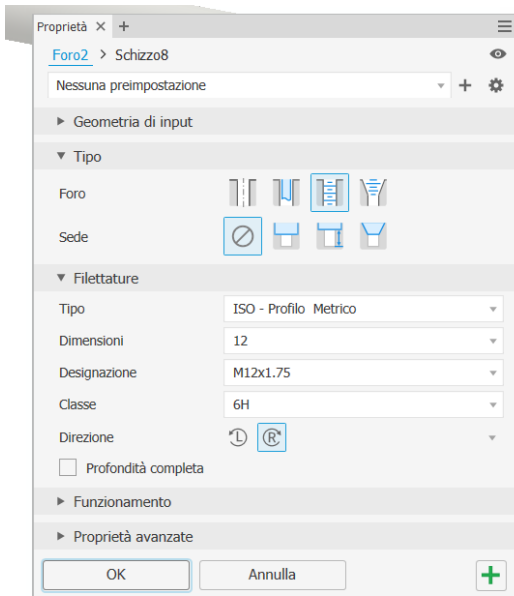 Proprietà × +
Foro2 > Schizzo8
Nessuna preimpostazione
Geometria di input
Tipo
Foro
Sede
Filettature
Tipo ISO - Profilo Metrico
Dimensioni 12
Designazione M12x1.75
Classe 6H
Direzione L R
Profondità completa
Funzionamento
Proprietà avanzate
OK Annulla